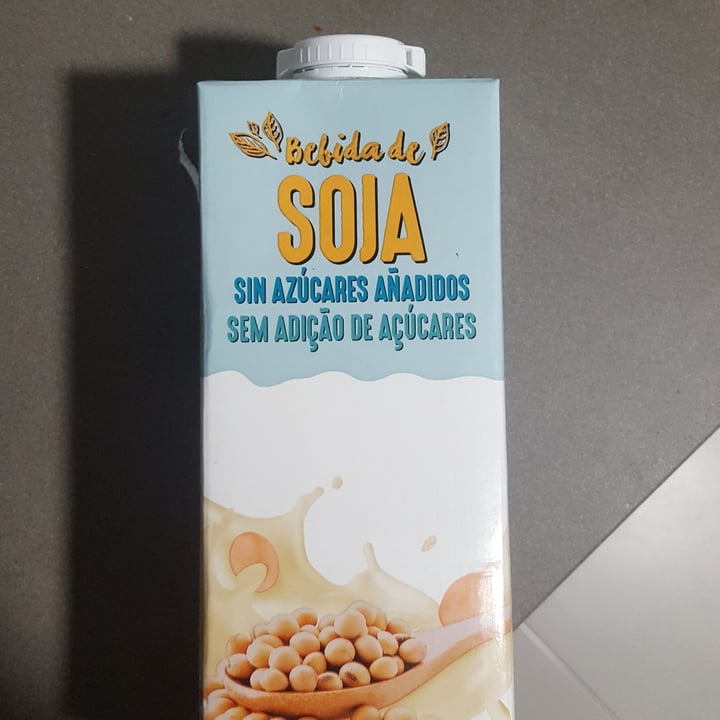 Bebida de
SOJA
SIN AZÚCARES AÑADIDOS
SEM ADIÇÃO DE AÇÚCARES